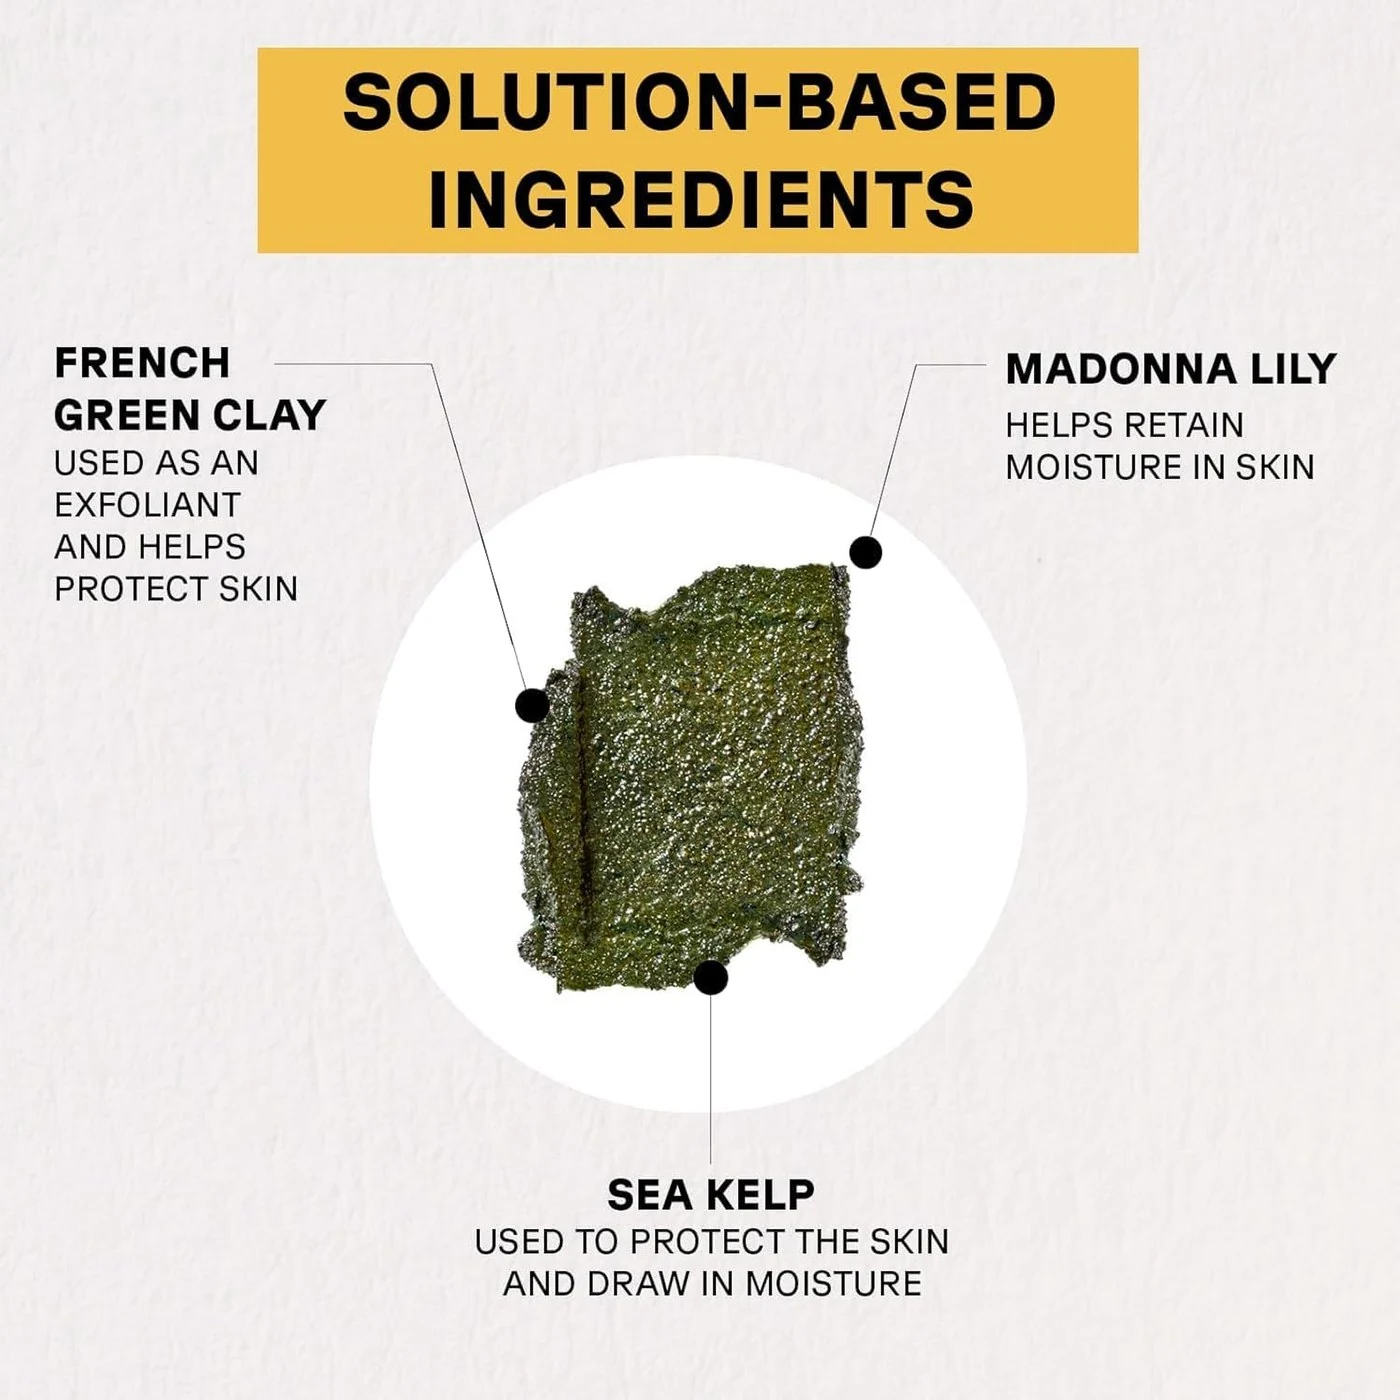 SOLUTION-BASED
INGREDIENTS
FRENCH
GREEN CLAY
USED AS AN
EXFOLIANT
AND HELPS
PROTECT SKIN
MADONNA LILY
HELPS RETAIN
MOISTURE IN SKIN
SEA KELP
USED TO PROTECT THE SKIN
AND DRAW IN MOISTURE